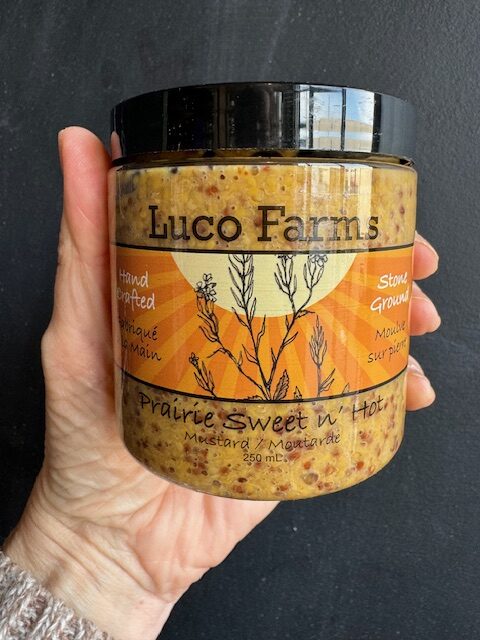 Luco Farms
Hand
Crafted
Fabriqué
à la Main
Stone
Ground
Moulue
sur pierre
Prairie Sweet n' Hot
Mustard / Moutarde
250 mL